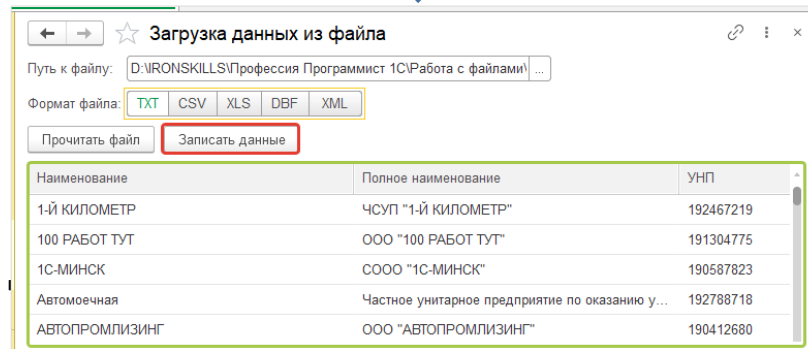 Загрузка данных из файла
Путь к файлу: D:\IRONSKILLS\Профессия Программист 1С\Работа с файлами\ ...
Формат файла: TXT CSV XLS DBF XML
Прочитать файл Записать данные
Наименование Полное наименование УНП
1-Й КИЛОМЕТР ЧСУП "1-Й КИЛОМЕТР" 192467219
100 РАБОТ ТУТ ООО "100 РАБОТ ТУТ" 191304775
1С-МИНСК СООО "1С-МИНСК" 190587823
Автомоечная Частное унитарное предприятие по оказанию у... 192788718
АВТОПРОМЛИЗИНГ ООО "АВТОПРОМЛИЗИНГ" 190412680